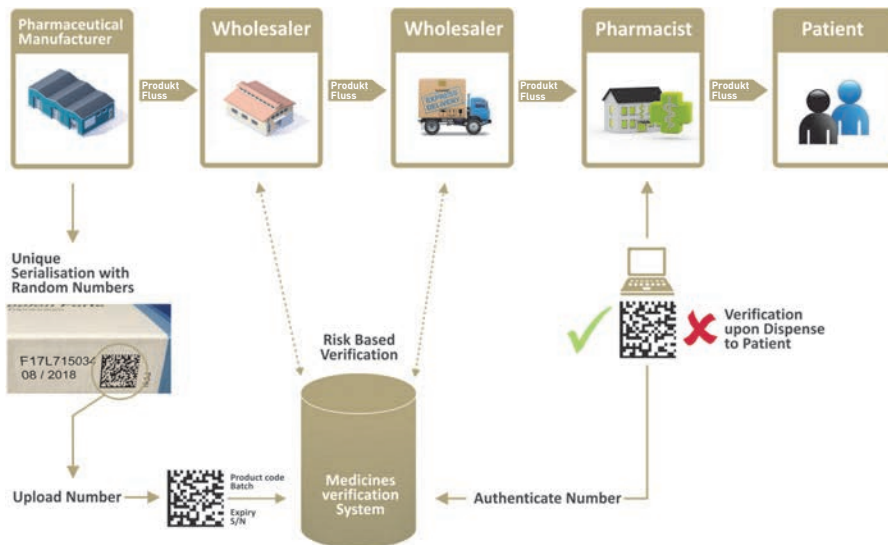 Pharmaceutical
Manufacturer
Wholesaler
Wholesaler
Pharmacist
Patient
Produkt
Fluss
Produkt
Fluss
Produkt
Fluss
Produkt
Fluss
EXPRESS
DELIVERY
Unique
Serialisation with
Random Numbers
F17L715034
08 / 2018
Risk Based
Verification
Verification
upon Dispense
to Patient
Upload Number
Product code
Batch
Expiry
S/N
Medicines
verification
System
Authenticate Number